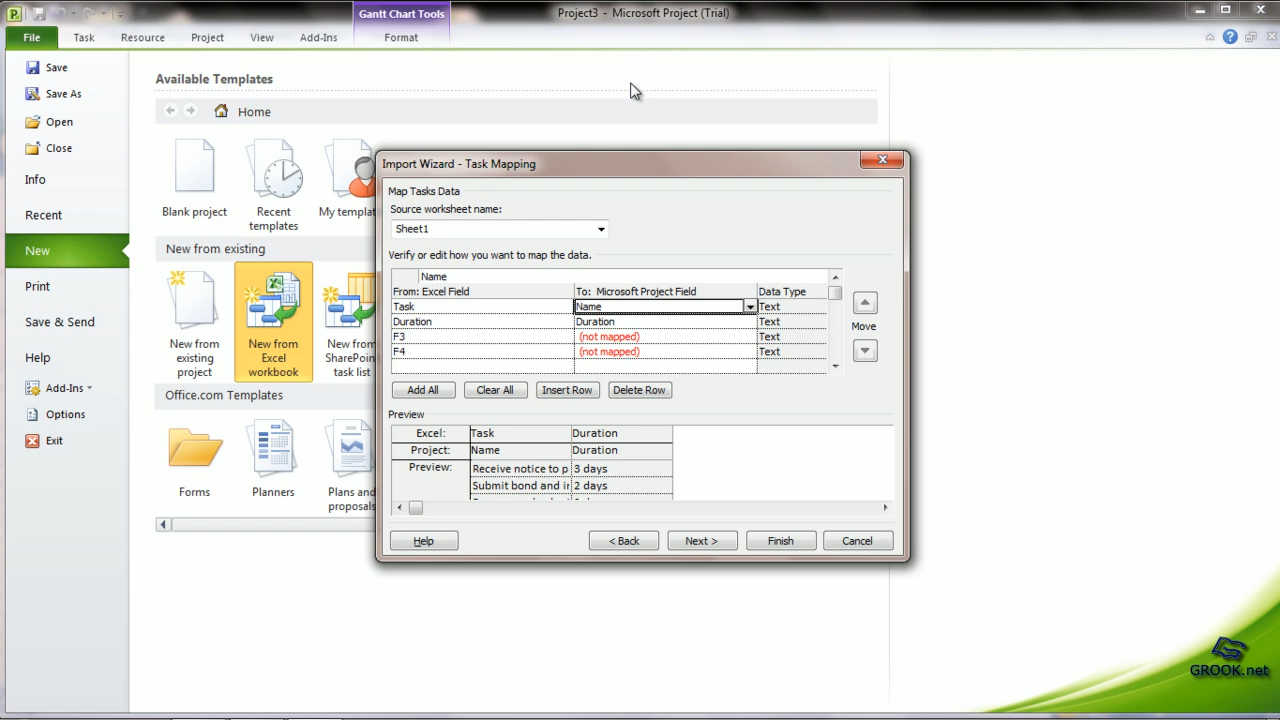 Gantt Chart Tools
Project3 - Microsoft Project (Trial)
File Task Resource Project View Add-Ins Format
Save
Save As
Open
Close
Info
Recent
New
Print
Save & Send
Help
Add-Ins
Options
Exit
Available Templates
Home
Blank project
Recent templates
My templat
New from existing
New from existing project
New from Excel workbook
New from SharePoin task list
Office.com Templates
Forms
Planners
Plans and proposals
Import Wizard - Task Mapping
Map Tasks Data
Source worksheet name:
Sheet1
Verify or edit how you want to map the data.
Name
From: Excel Field To: Microsoft Project Field Data Type
Task Name Text
Duration Duration Text
F3 (not mapped) Text
F4 (not mapped) Text
Move
Add All Clear All Insert Row Delete Row
Preview
Excel: Task Duration
Project: Name Duration
Preview: Receive notice to p 3 days
Submit bond and in 2 days
Help < Back Next > Finish Cancel
GROOK.net